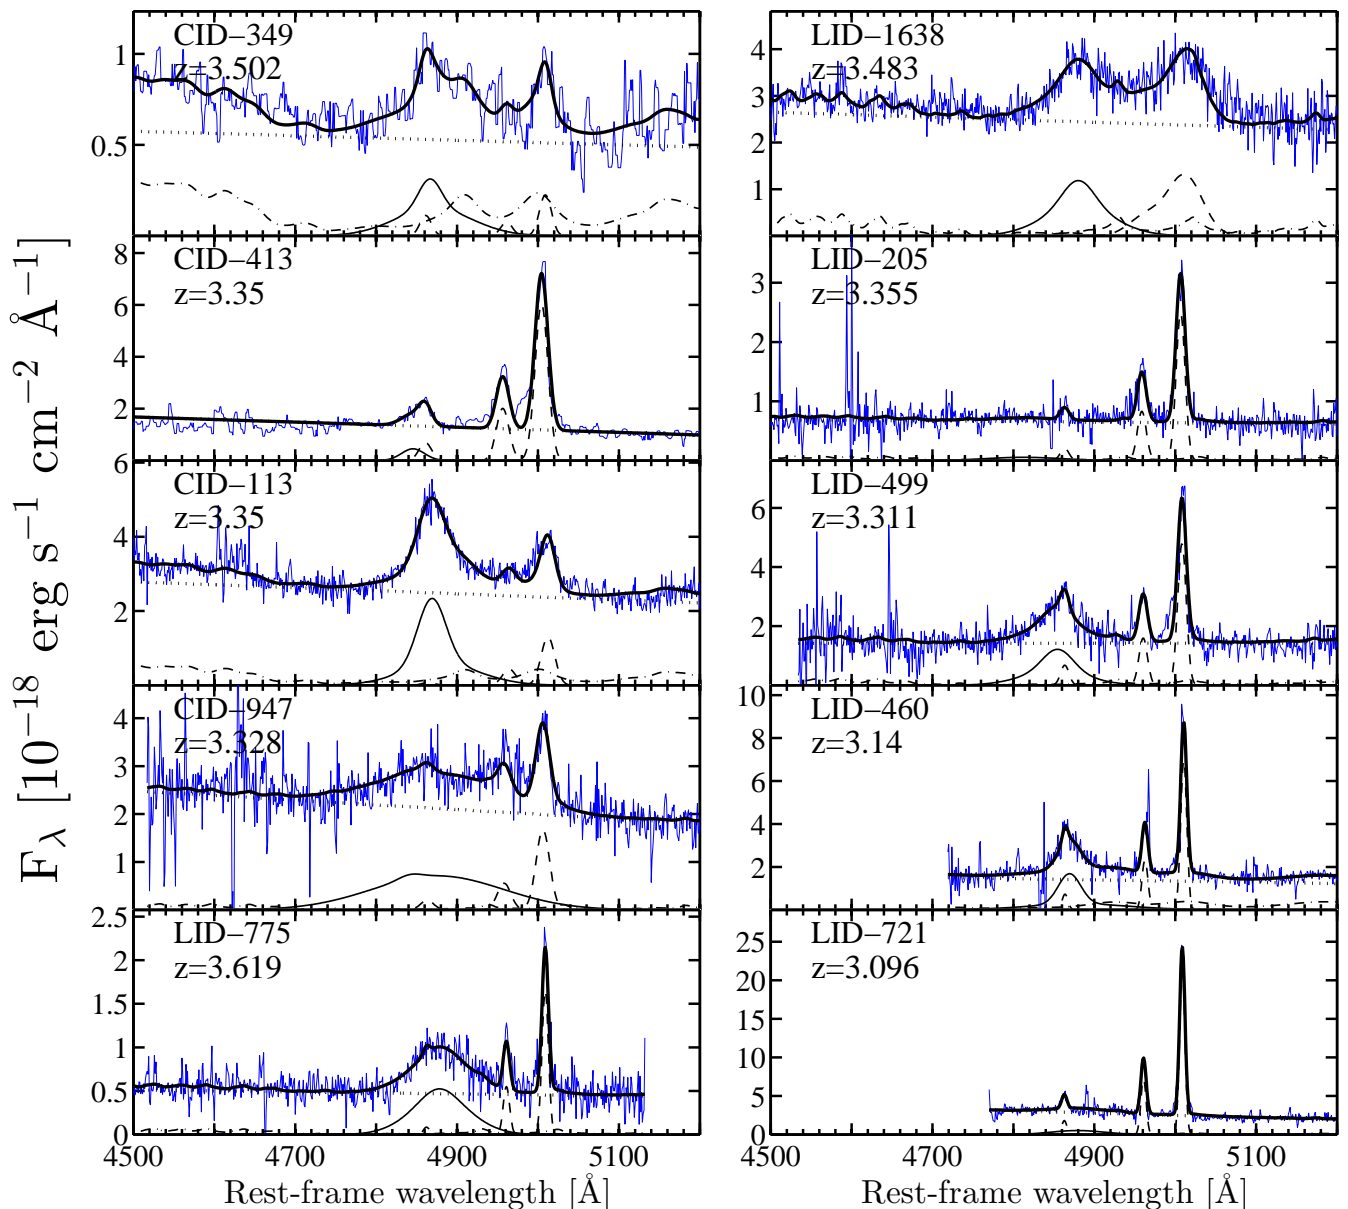 F_λ [10⁻¹⁸ erg s⁻¹ cm⁻² Å⁻¹]
CID−349
z=3.502
1
0.5
LID−1638
z=3.483
4
3
2
1
CID−413
z=3.35
8
6
4
2
LID−205
z=3.355
3
2
1
CID−113
z=3.35
6
4
2
LID−499
z=3.311
6
4
2
CID−947
z=3.328
4
3
2
1
LID−460
z=3.14
10
8
6
4
2
LID−775
z=3.619
2.5
2
1.5
1
0.5
0
LID−721
z=3.096
25
20
15
10
5
0
4500 4700 4900 5100
4500 4700 4900 5100
Rest-frame wavelength [Å]
Rest-frame wavelength [Å]